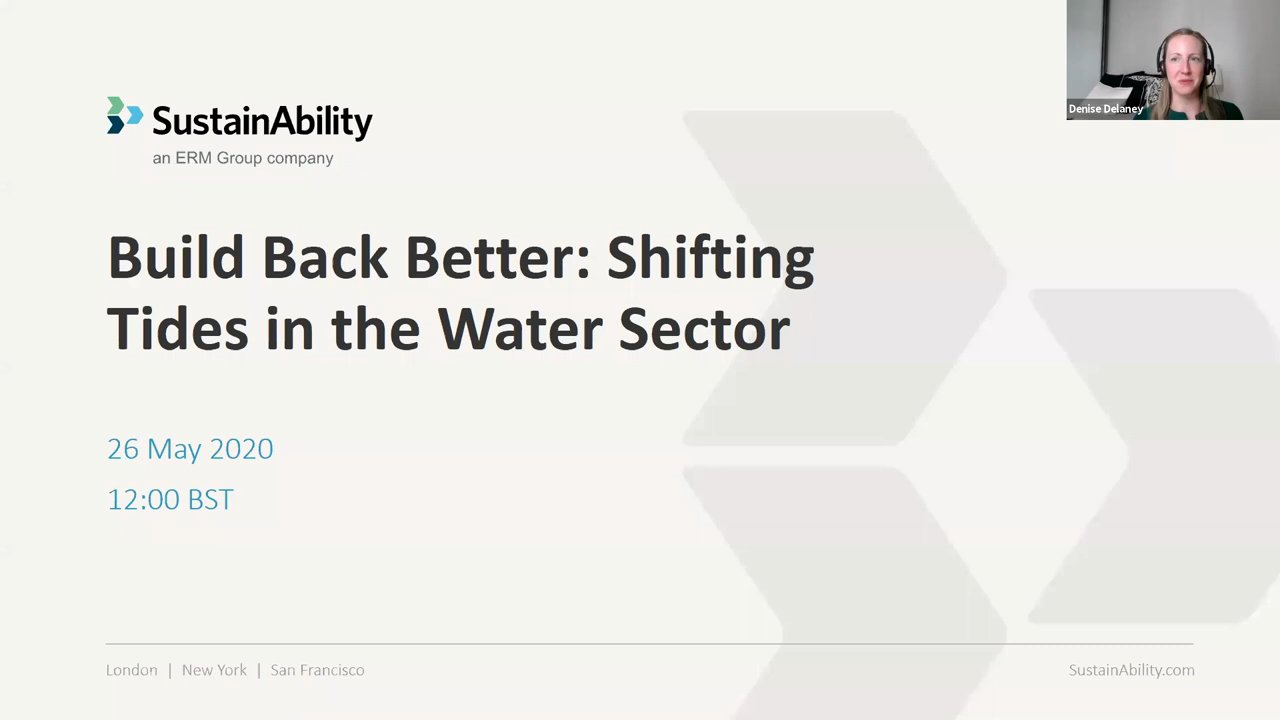 Denise Delaney
SustainAbility
an ERM Group company
Build Back Better: Shifting
Tides in the Water Sector
26 May 2020
12:00 BST
London | New York | San Francisco
SustainAbility.com